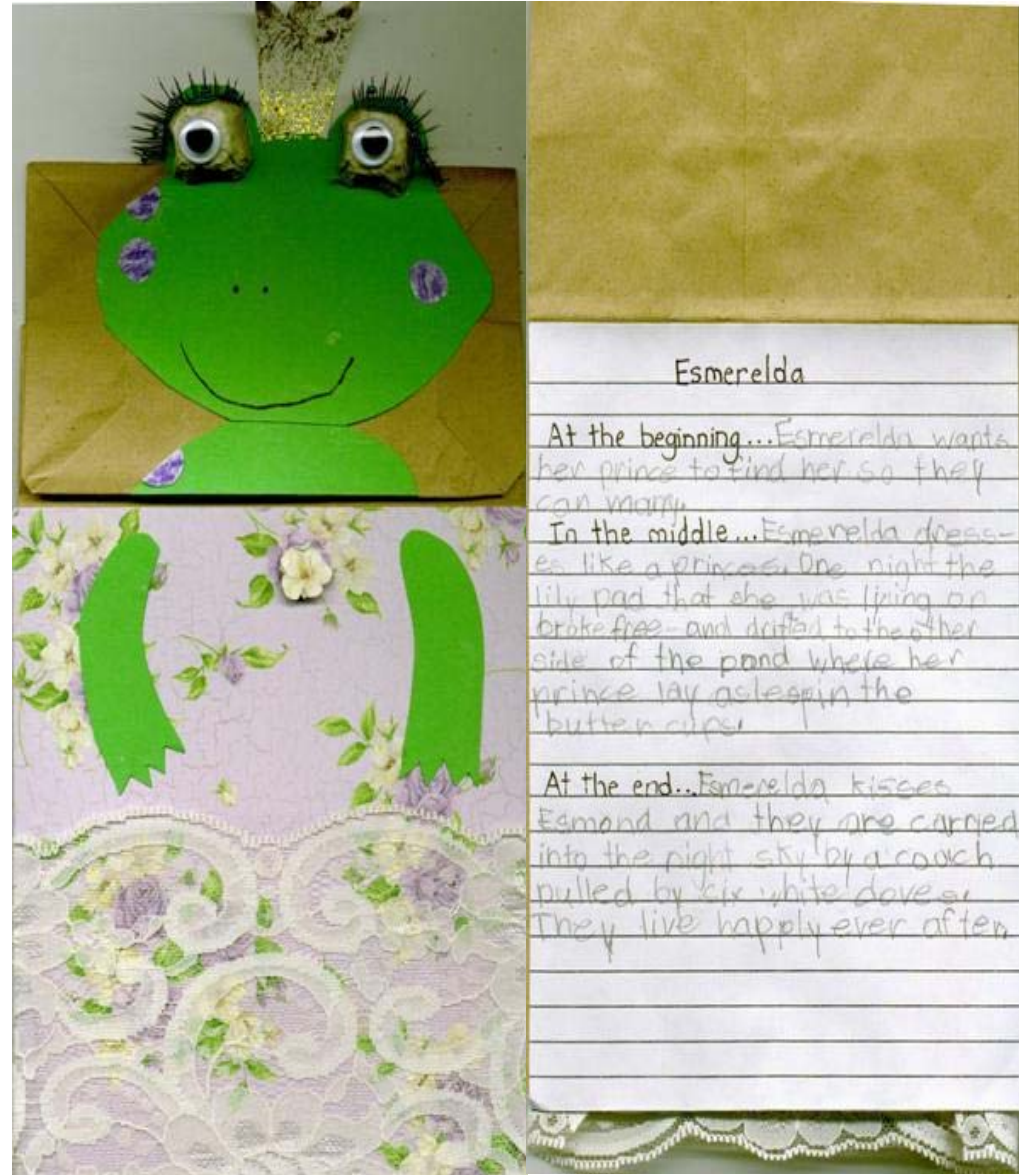 Esmerelda
At the beginning...Esmerelda wants
her prince to find her so they
can marry.
In the middle...Esmerelda dress-
es like a princess. One night the
lily pad that she was lying on
broke free and drifted to the other
side of the pond where her
prince lay asleep in the
buttercups.
At the end...Esmerelda kisses
Esmond and they are carried
into the night sky by a coach
pulled by six white doves.
They live happly ever after.